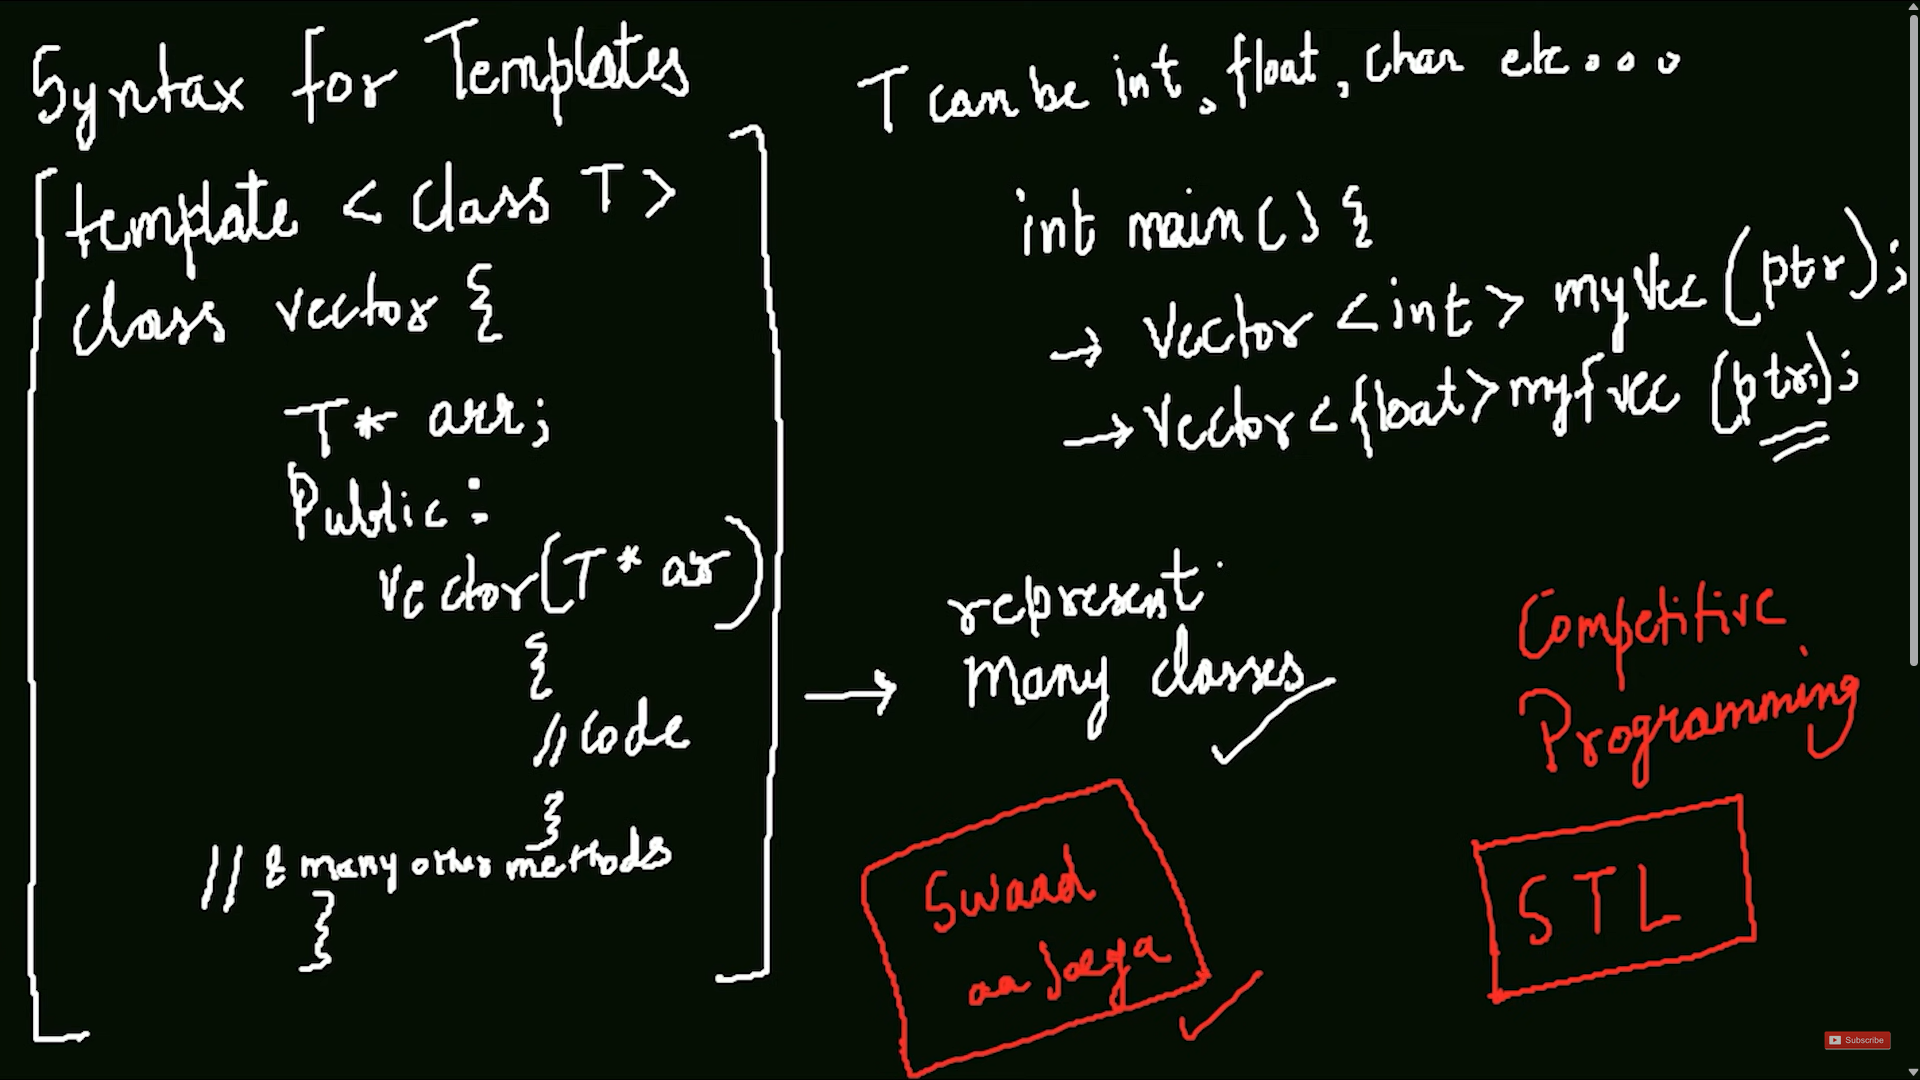 Syntax for Templates
template < class T >
class vector {
T* arr;
Public :
vector(T* ar)
{
// code
}
// & many other methods
}
T can be int, float, char etc...
int main() {
→ vector <int> myvec (ptr);
→ vector <float> myfvec (ptr);
→ represent
many classes
Swaad
aa Jaega
Competitive
Programming
STL
Subscribe